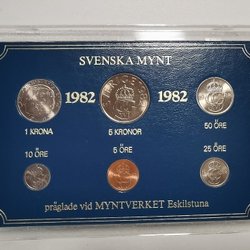 SVENSKA MYNT
1982 1982
1 KRONA 5 KRONOR 50 ÖRE
10 ÖRE 5 ÖRE 25 ÖRE
präglade vid MYNTVERKET Eskilstuna